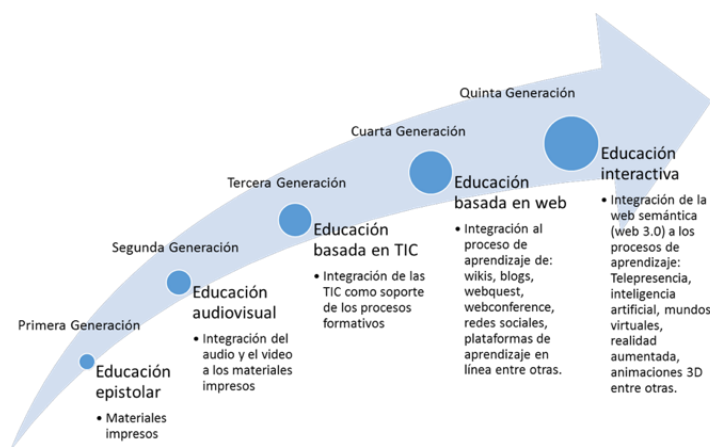 Primera Generación
Educación
epistolar
• Materiales
impresos
Segunda Generación
Educación
audiovisual
• Integración del
audio y el video
a los materiales
impresos
Tercera Generación
Educación
basada en TIC
• Integración de las
TIC como soporte
de los procesos
formativos
Cuarta Generación
Educación
basada en web
• Integración al
proceso de
aprendizaje de:
wikis, blogs,
webquest,
webconference,
redes sociales,
plataformas de
aprendizaje en
línea entre otras.
Quinta Generación
Educación
interactiva
• Integración de la
web semántica
(web 3.0) a los
procesos de
aprendizaje:
Telepresencia,
inteligencia
artificial, mundos
virtuales,
realidad
aumentada,
animaciones 3D
entre otras.